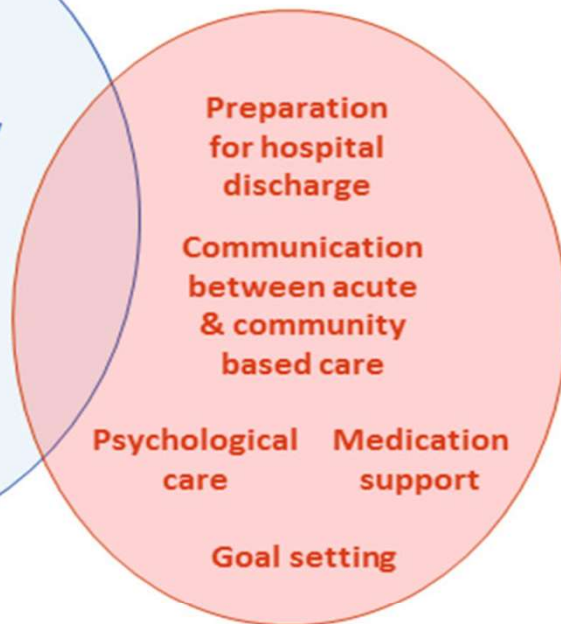 Preparation
for hospital
discharge
Communication
between acute
& community
based care
Psychological
care
Medication
support
Goal setting